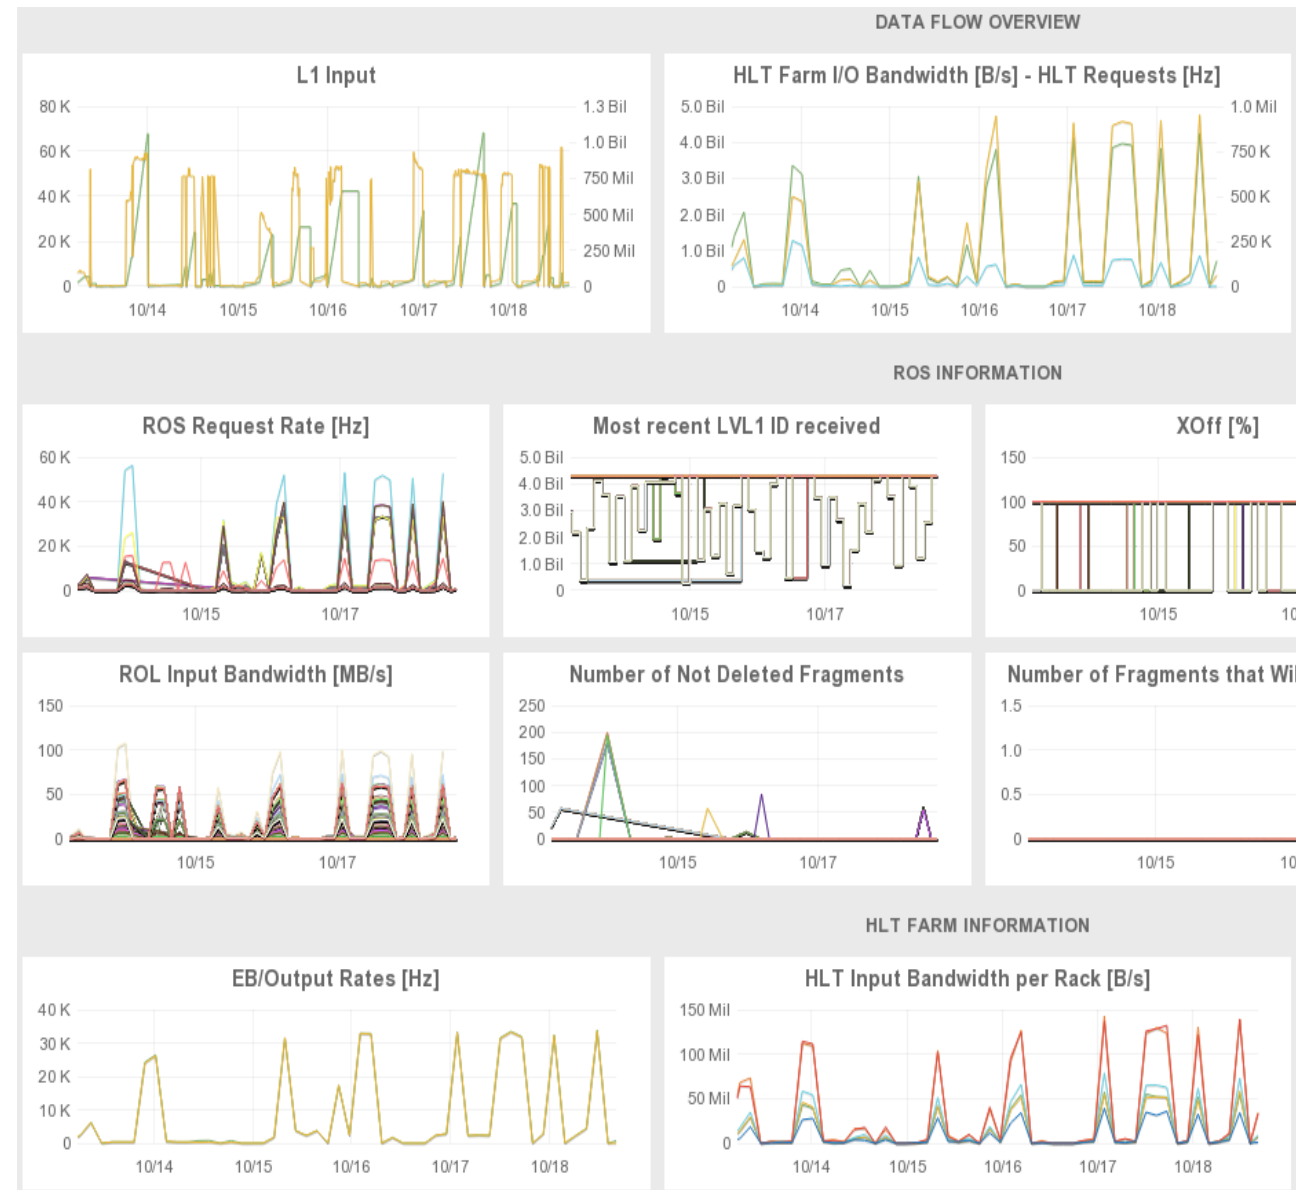 DATA FLOW OVERVIEW
L1 Input
80 K
60 K
40 K
20 K
0
1.3 Bil
1.0 Bil
750 Mil
500 Mil
250 Mil
0
10/14 10/15 10/16 10/17 10/18
HLT Farm I/O Bandwidth [B/s] - HLT Requests [Hz]
5.0 Bil
4.0 Bil
3.0 Bil
2.0 Bil
1.0 Bil
0
1.0 Mil
750 K
500 K
250 K
0
10/14 10/15 10/16 10/17 10/18
ROS INFORMATION
ROS Request Rate [Hz]
60 K
40 K
20 K
0
10/15 10/17
Most recent LVL1 ID received
5.0 Bil
4.0 Bil
3.0 Bil
2.0 Bil
1.0 Bil
0
10/15 10/17
XOff [%]
150
100
50
0
10/15 10
ROL Input Bandwidth [MB/s]
150
100
50
0
10/15 10/17
Number of Not Deleted Fragments
250
200
150
100
50
0
10/15 10/17
Number of Fragments that Wil
1.5
1.0
0.5
0
10/15 10
HLT FARM INFORMATION
EB/Output Rates [Hz]
40 K
30 K
20 K
10 K
0
10/14 10/15 10/16 10/17 10/18
HLT Input Bandwidth per Rack [B/s]
150 Mil
100 Mil
50 Mil
0
10/14 10/15 10/16 10/17 10/18